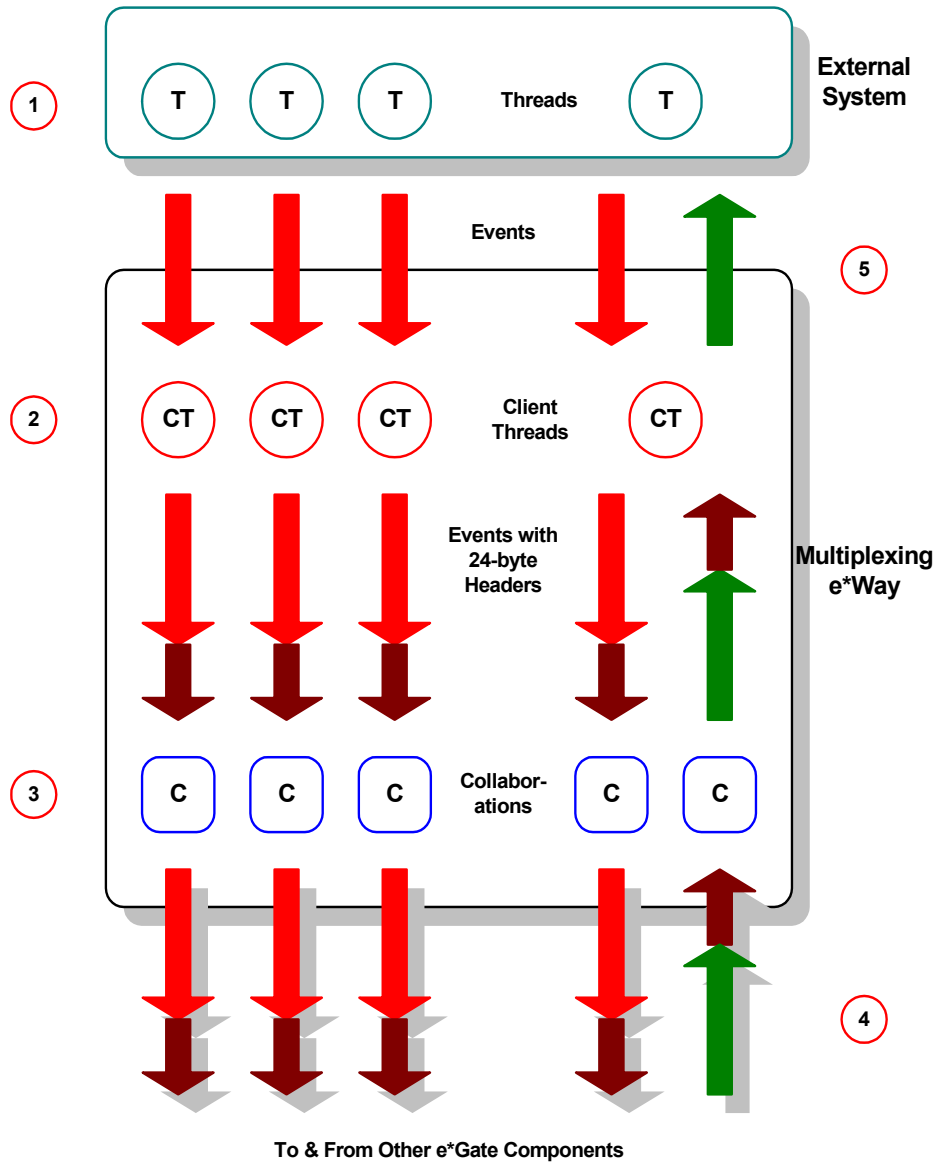 External
System
1
T
T
T
Threads
T
Events
5
2
CT
CT
CT
Client
Threads
CT
Events with
24-byte
Headers
Multiplexing
e*Way
3
C
C
C
Collabor-
ations
C
C
4
To & From Other e*Gate Components